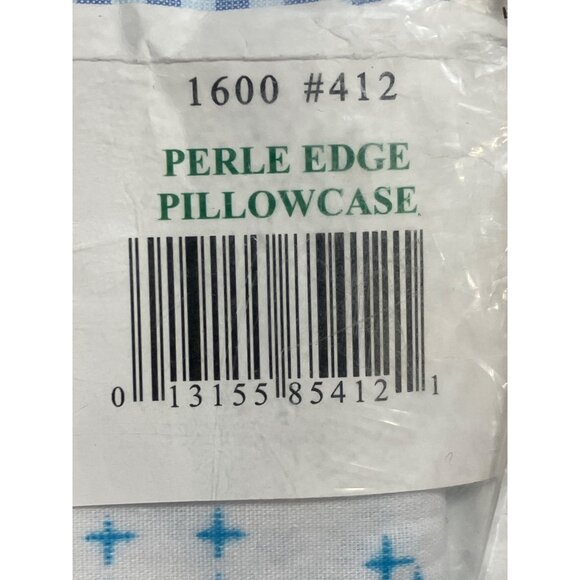 1600 #412
PERLE EDGE
PILLOWCASE
0 13155 85412 1